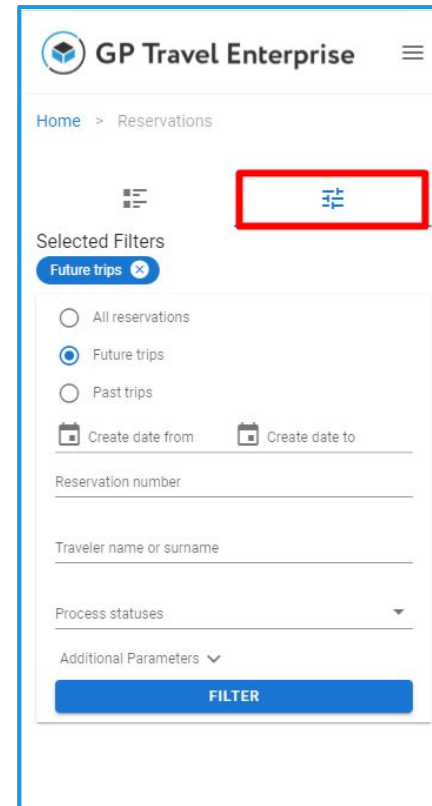 GP Travel Enterprise
Home > Reservations
Selected Filters
Future trips
All reservations
Future trips
Past trips
Create date from Create date to
Reservation number
Traveler name or surname
Process statuses
Additional Parameters
FILTER